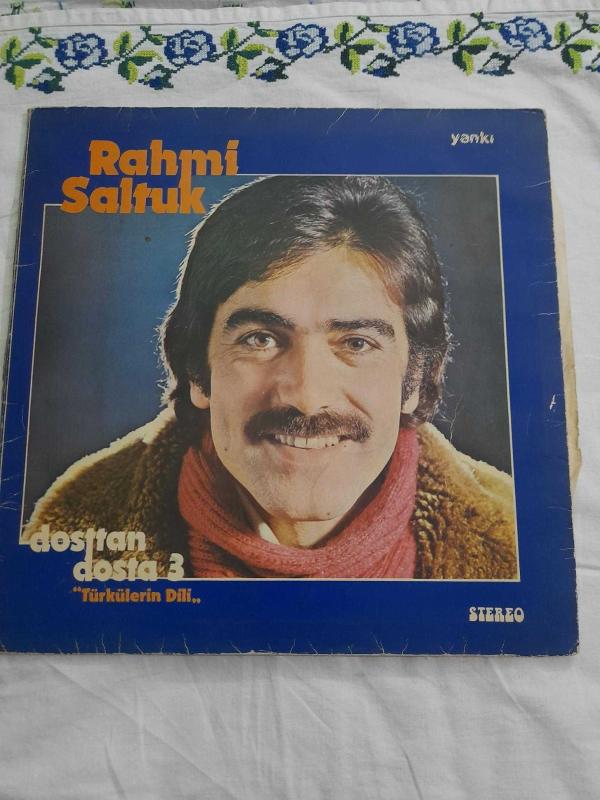 yankı
Rahmi
Saltuk
dosttan
dosta 3
“Türkülerin Dili„
STEREO